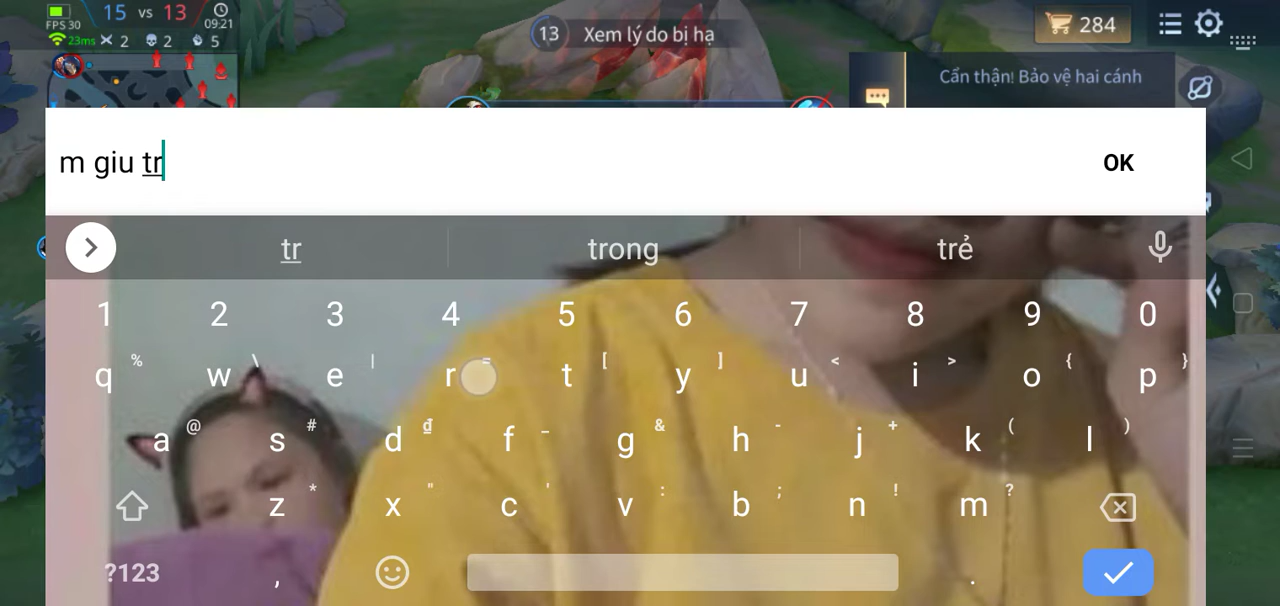 15 vs 13
FPS 30
09:21
23ms 2 2 5
13 Xem lý do bị hạ
284
Cẩn thận! Bảo vệ hai cánh
m giu tr
OK
tr trong trẻ
1 2 3 4 5 6 7 8 9 0
% \ | = [ ] < > { }
q w e r t y u i o p
@ # đ _ & - + ( )
a s d f g h j k l
* " ' : ; ! ?
z x c v b n m
?123 , .